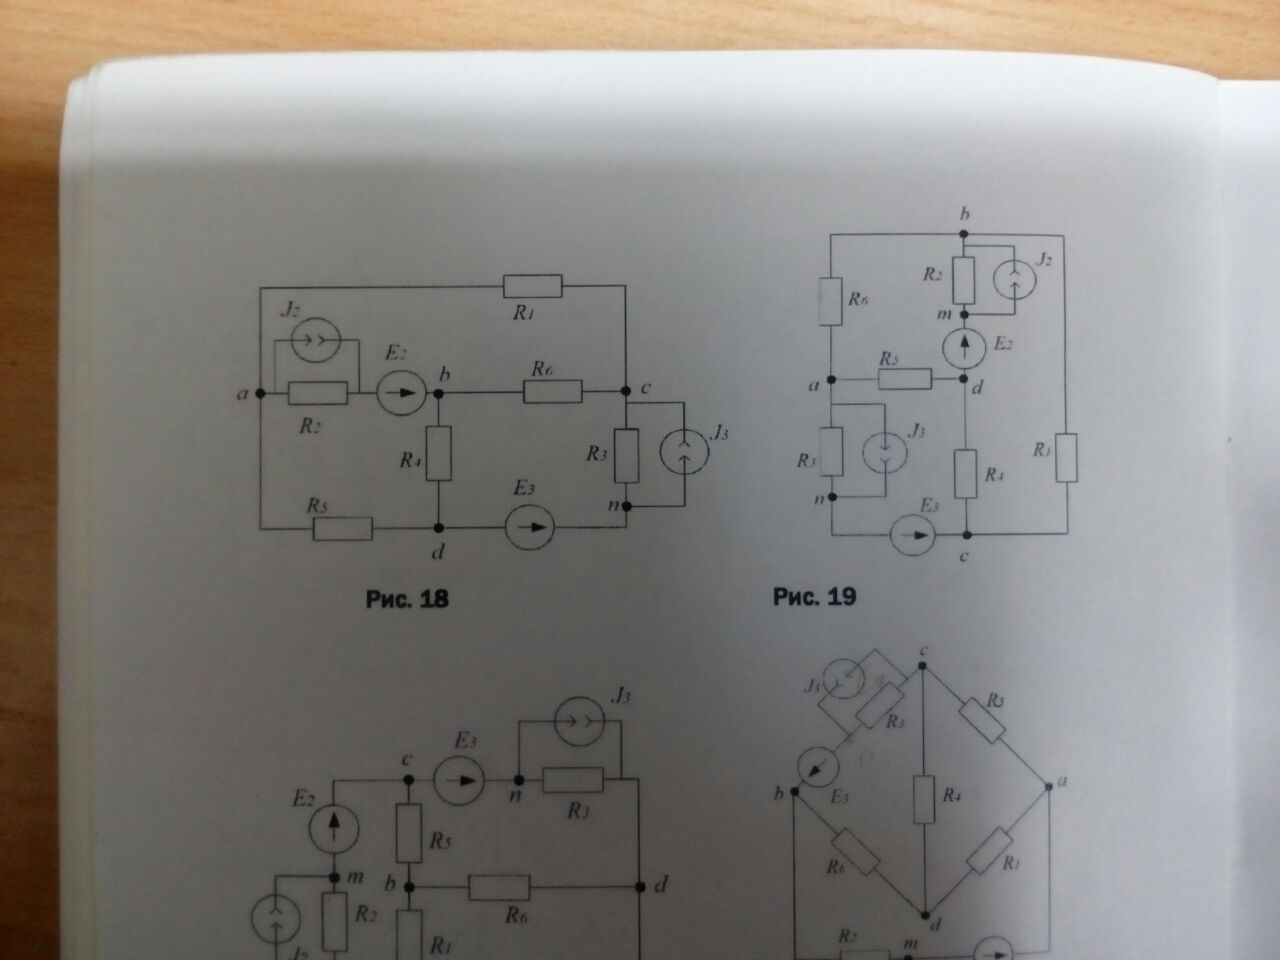 R1
J2
E2
a
b
R6
c
R2
R4
R3
J3
R5
E3
n
d
Рис. 18
b
R2
J2
R6
m
E2
R5
a
d
J3
R3
R4
R1
n
E3
c
Рис. 19
J3
E3
c
n
R3
E2
R5
m
b
d
R2
R6
J2
R1
c
J3
R3
R5
E3
b
a
R4
R6
R1
d
R2
m